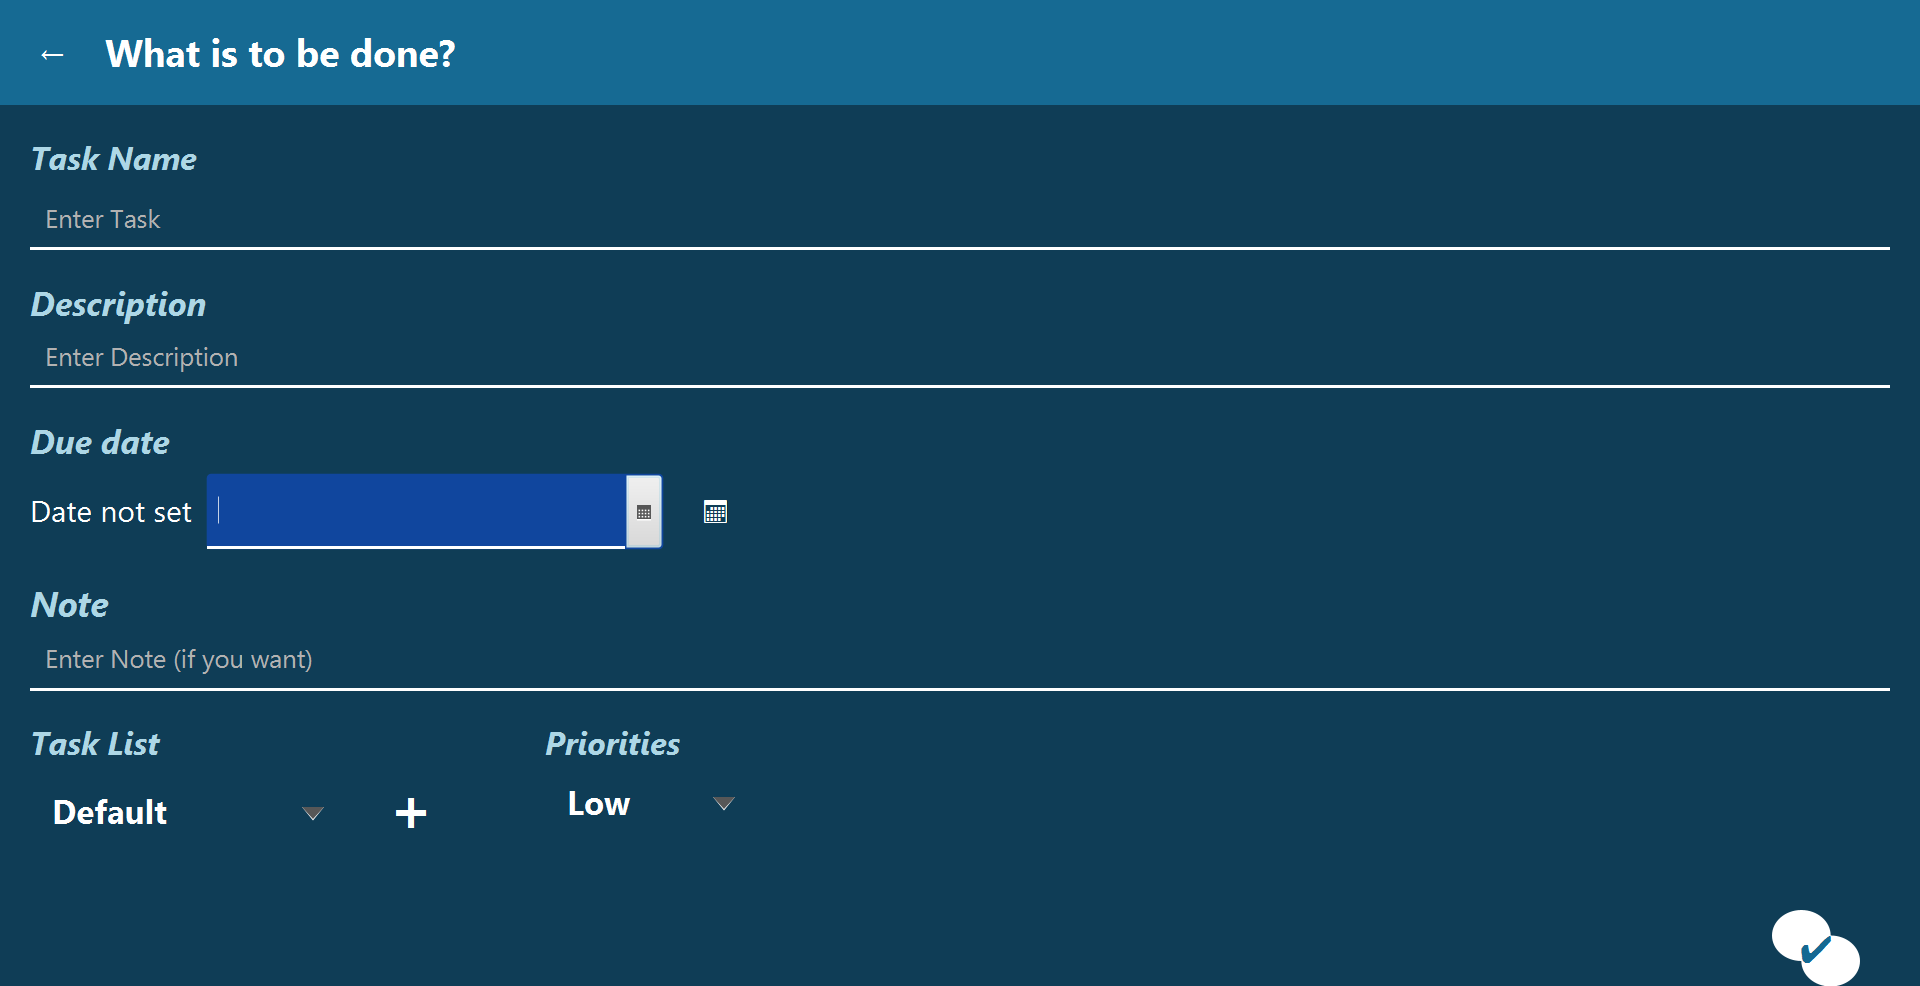 ← What is to be done?
Task Name
Enter Task
Description
Enter Description
Due date
Date not set
Note
Enter Note (if you want)
Task List Priorities
Default + Low
✓